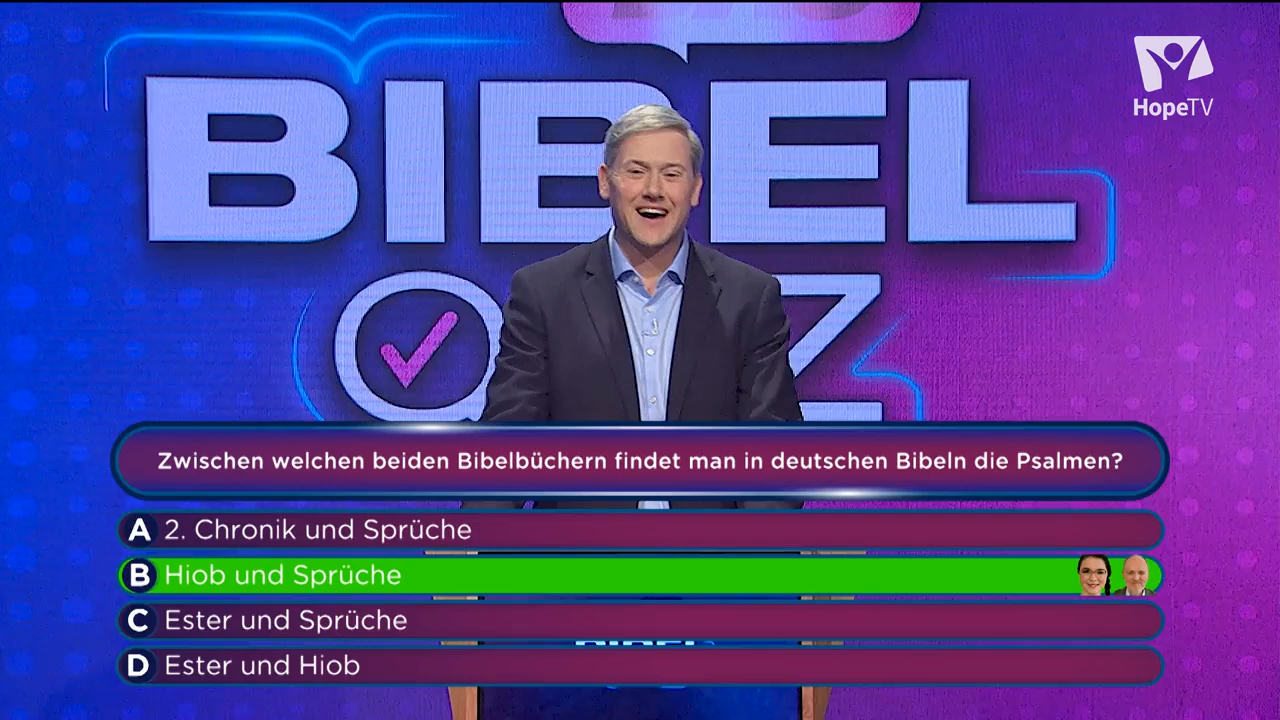 BIBEL
HopeTV
Zwischen welchen beiden Bibelbüchern findet man in deutschen Bibeln die Psalmen?
A 2. Chronik und Sprüche
B Hiob und Sprüche
C Ester und Sprüche
D Ester und Hiob
BIBEL